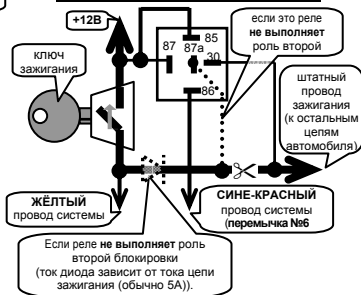 +12В
ключ
зажигания
85
87
87а
30
86
если это реле
не выполняет
роль второй
штатный
провод
зажигания
(к остальным
цепям
автомобиля)
ЖЁЛТЫЙ
провод системы
СИНЕ-КРАСНЫЙ
провод системы
(перемычка №6
Если реле не выполняет роль
второй блокировки
(ток диода зависит от тока цепи
зажигания (обычно 5А)).